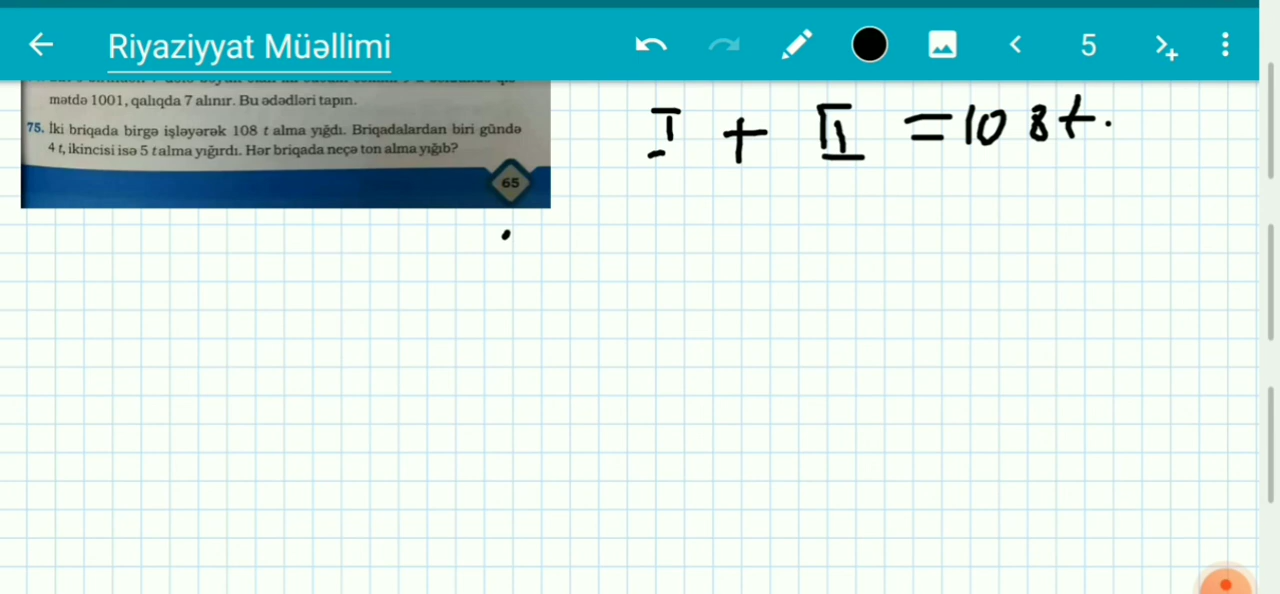 Riyaziyyat Müəllimi
5
mətdə 1001, qalıqda 7 alınır. Bu ədədləri tapın.
75. İki briqada birgə işləyərək 108 t alma yığdı. Briqadalardan biri gündə
4 t, ikincisi isə 5 t alma yığırdı. Hər briqada neçə ton alma yığıb?
65
I + II = 108t.